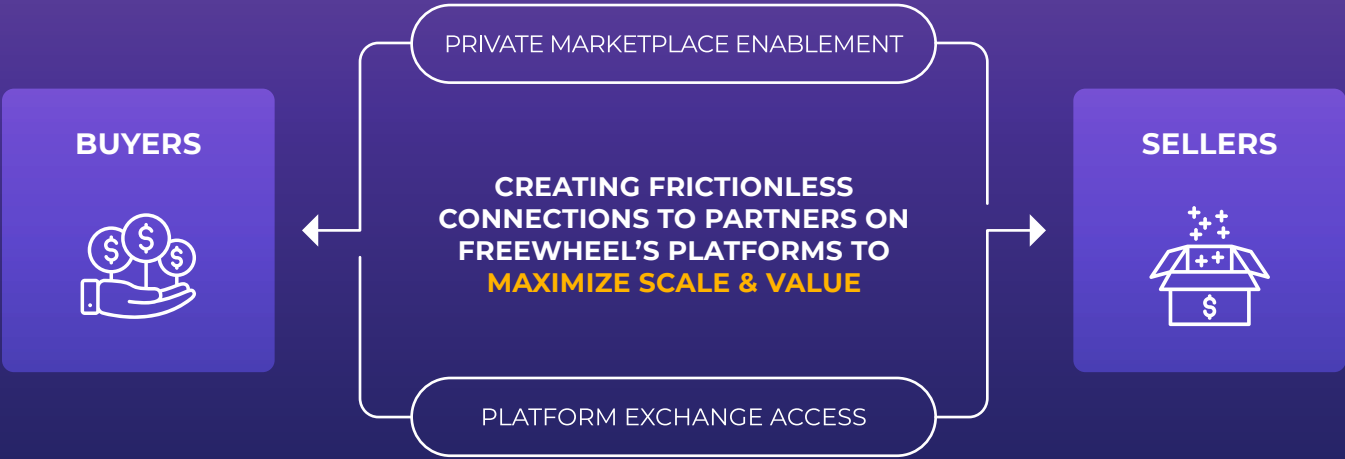 PRIVATE MARKETPLACE ENABLEMENT
BUYERS
$ $ $
CREATING FRICTIONLESS
CONNECTIONS TO PARTNERS ON
FREEWHEEL’S PLATFORMS TO
MAXIMIZE SCALE & VALUE
SELLERS
$
PLATFORM EXCHANGE ACCESS